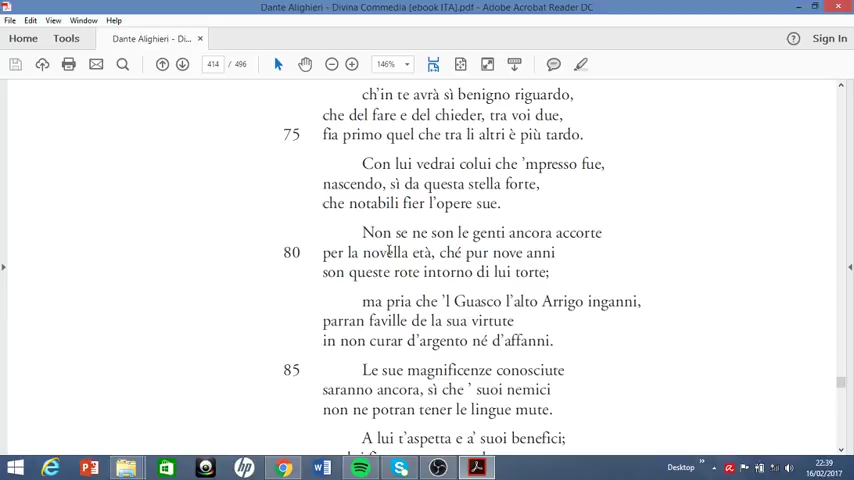 Dante Alighieri - Divina Commedia [ebook ITA].pdf - Adobe Acrobat Reader DC
File Edit View Window Help
Home Tools Dante Alighieri - Di... × ? Sign In
414 / 496 146%
ch'in te avrà sì benigno riguardo,
che del fare e del chieder, tra voi due,
75 fia primo quel che tra li altri è più tardo.
Con lui vedrai colui che 'mpresso fue,
nascendo, sì da questa stella forte,
che notabili fier l'opere sue.
Non se ne son le genti ancora accorte
80 per la novella età, ché pur nove anni
son queste rote intorno di lui torte;
ma pria che 'l Guasco l'alto Arrigo inganni,
parran faville de la sua virtute
in non curar d'argento né d'affanni.
85 Le sue magnificenze conosciute
saranno ancora, sì che ' suoi nemici
non ne potran tener le lingue mute.
A lui t'aspetta e a' suoi benefici;
Desktop » 22:39
16/02/2017